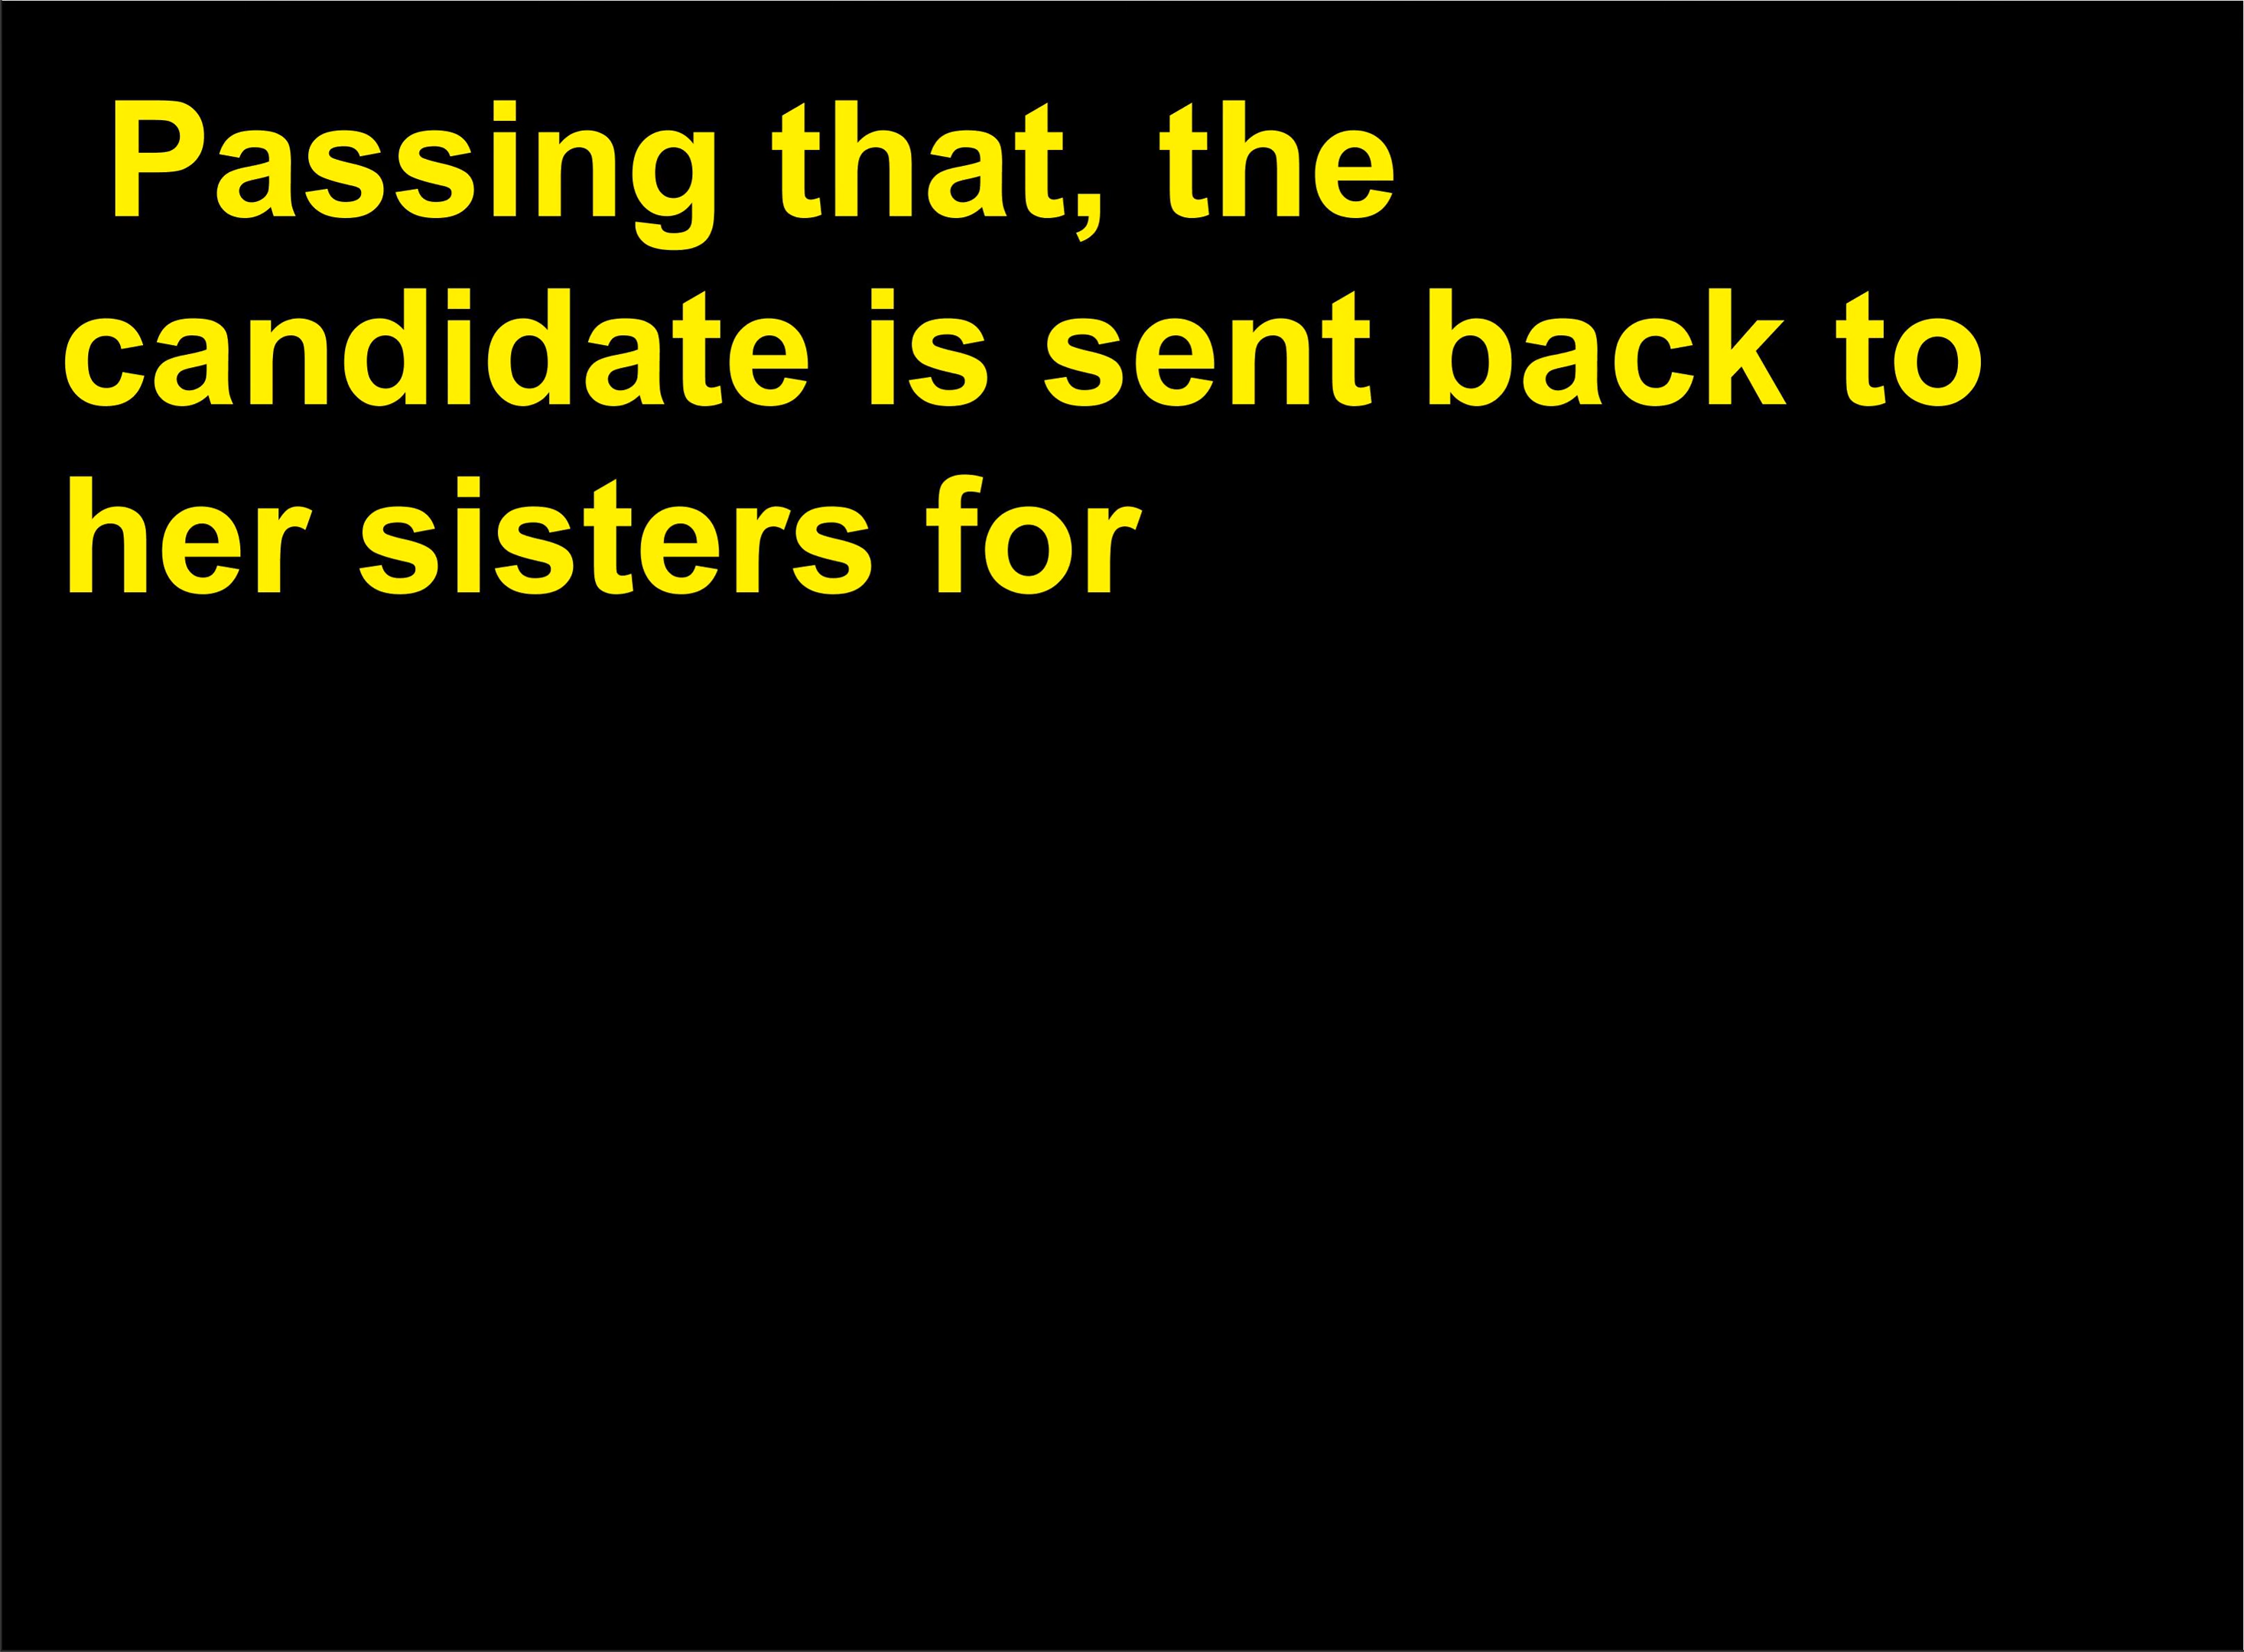 Passing that, the
candidate is sent back to
her sisters for